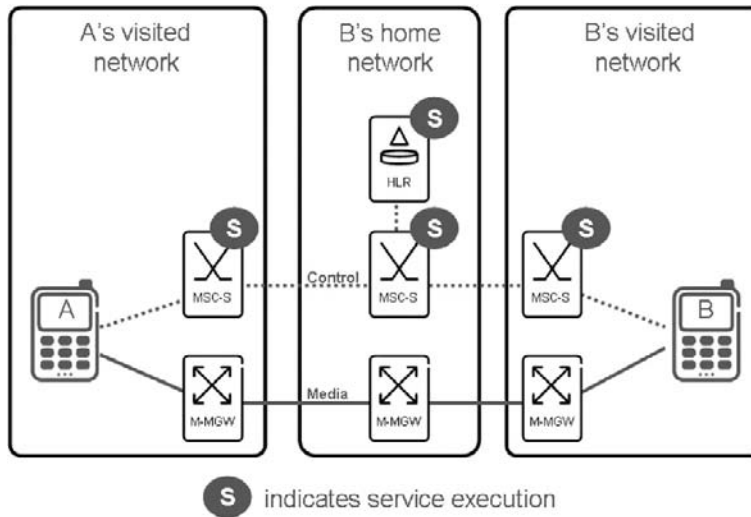 A's visited
network
B's home
network
B's visited
network
S
HLR
S
S
S
Control
MSC-S
MSC-S
MSC-S
A
B
Media
M-MGW
M-MGW
M-MGW
S indicates service execution